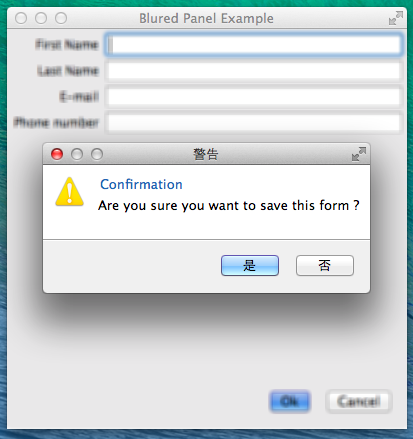 Blured Panel Example
First Name
Last Name
E-mail
Phone number
警告
Confirmation
Are you sure you want to save this form ?
是
否
Ok
Cancel